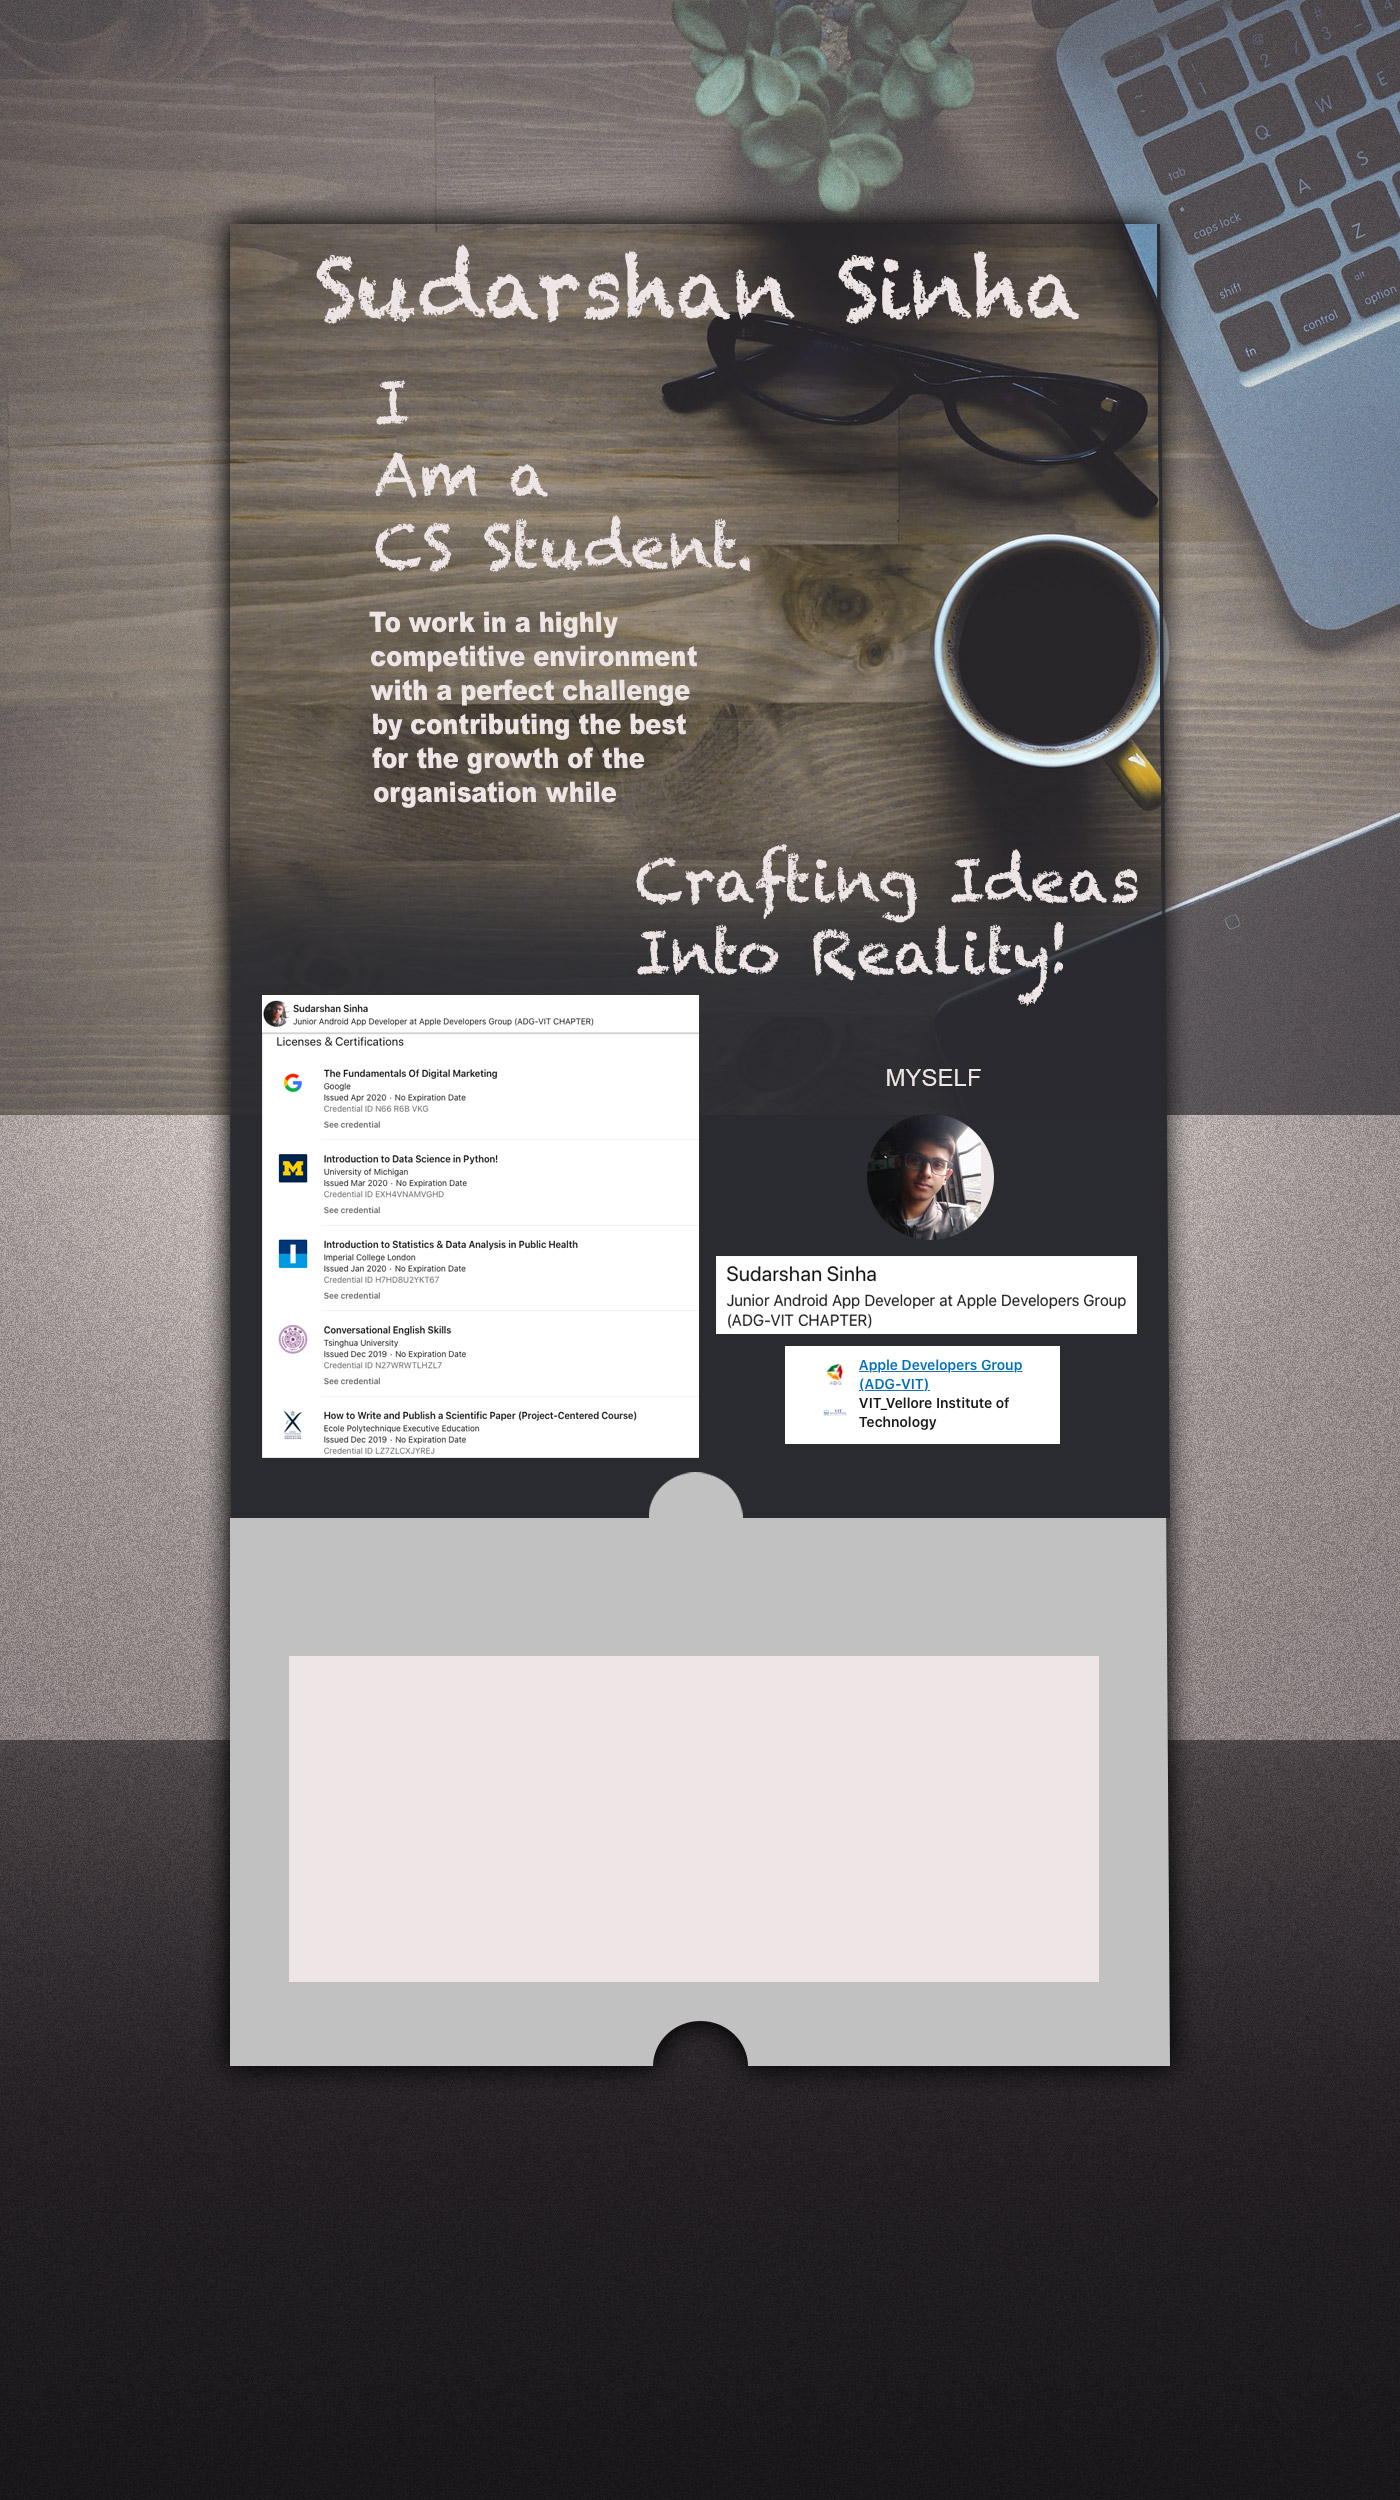 Sudarshan Sinha
I
Am a
CS Student.
To work in a highly
competitive environment
with a perfect challenge
by contributing the best
for the growth of the
organisation while
Crafting Ideas
Into Reality!
Sudarshan Sinha
Junior Android App Developer at Apple Developers Group (ADG-VIT CHAPTER)
Licenses & Certifications
The Fundamentals Of Digital Marketing
Google
Issued Apr 2020 · No Expiration Date
Credential ID N66 R6B VKG
See credential
Introduction to Data Science in Python!
University of Michigan
Issued Mar 2020 · No Expiration Date
Credential ID EXH4VNAMVGHD
See credential
Introduction to Statistics & Data Analysis in Public Health
Imperial College London
Issued Jan 2020 · No Expiration Date
Credential ID H7HD8U2YKT67
See credential
Conversational English Skills
Tsinghua University
Issued Dec 2019 · No Expiration Date
Credential ID N27WRWTLHZL7
See credential
How to Write and Publish a Scientific Paper (Project-Centered Course)
Ecole Polytechnique Executive Education
Issued Dec 2019 · No Expiration Date
Credential ID LZ7ZLCXJYREJ
MYSELF
Sudarshan Sinha
Junior Android App Developer at Apple Developers Group
(ADG-VIT CHAPTER)
Apple Developers Group
(ADG-VIT)
VIT_Vellore Institute of
Technology
@ # 4
~ 1 2 / 3 -
tab Q W E
caps lock A S
shift Z
fn control alt
option